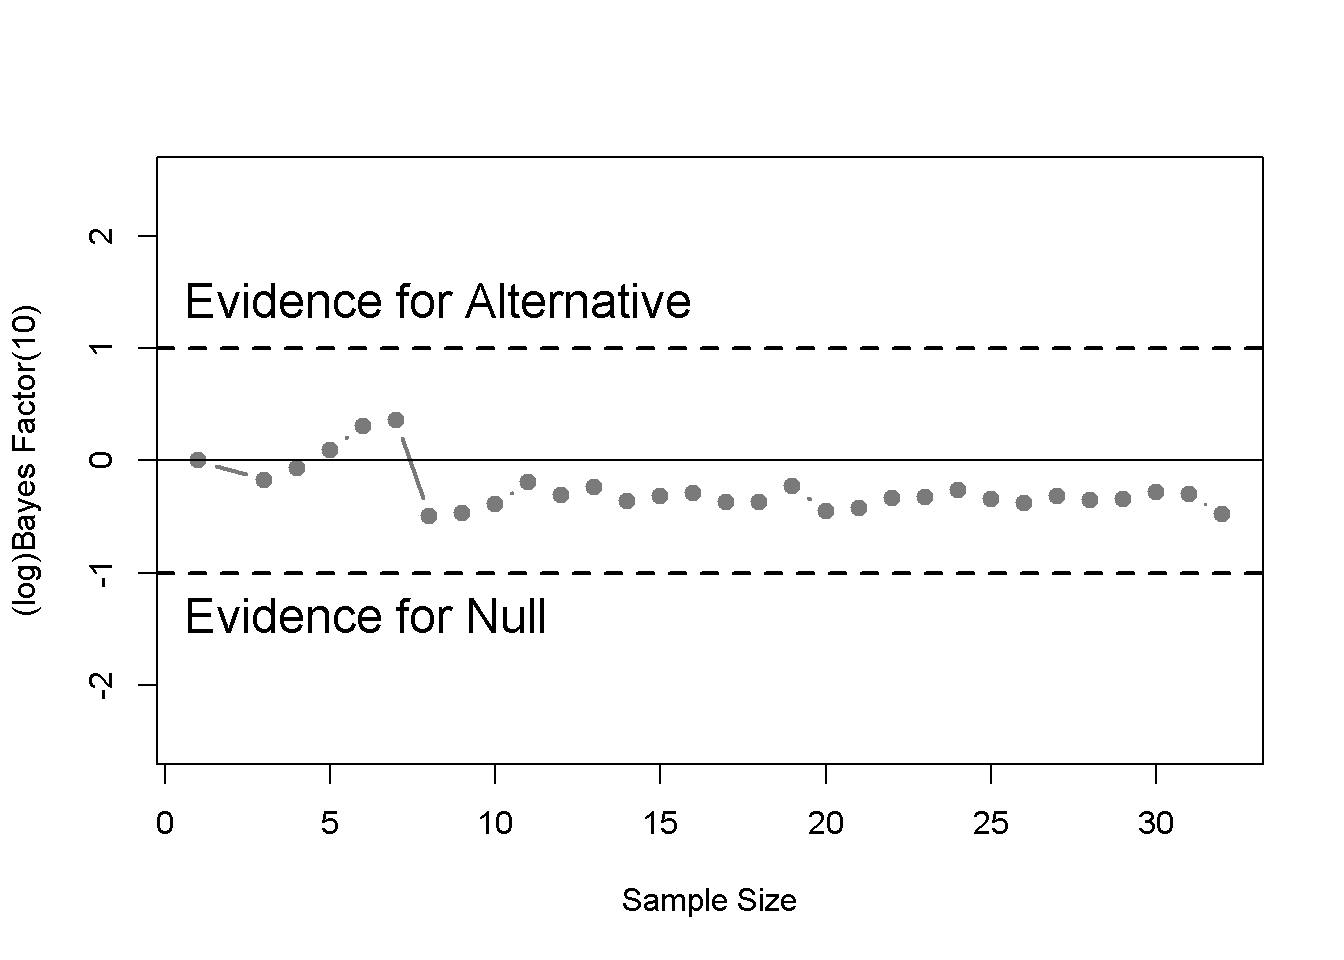 (log)Bayes Factor(10)
2
1
0
-1
-2
Evidence for Alternative
Evidence for Null
0 5 10 15 20 25 30
Sample Size